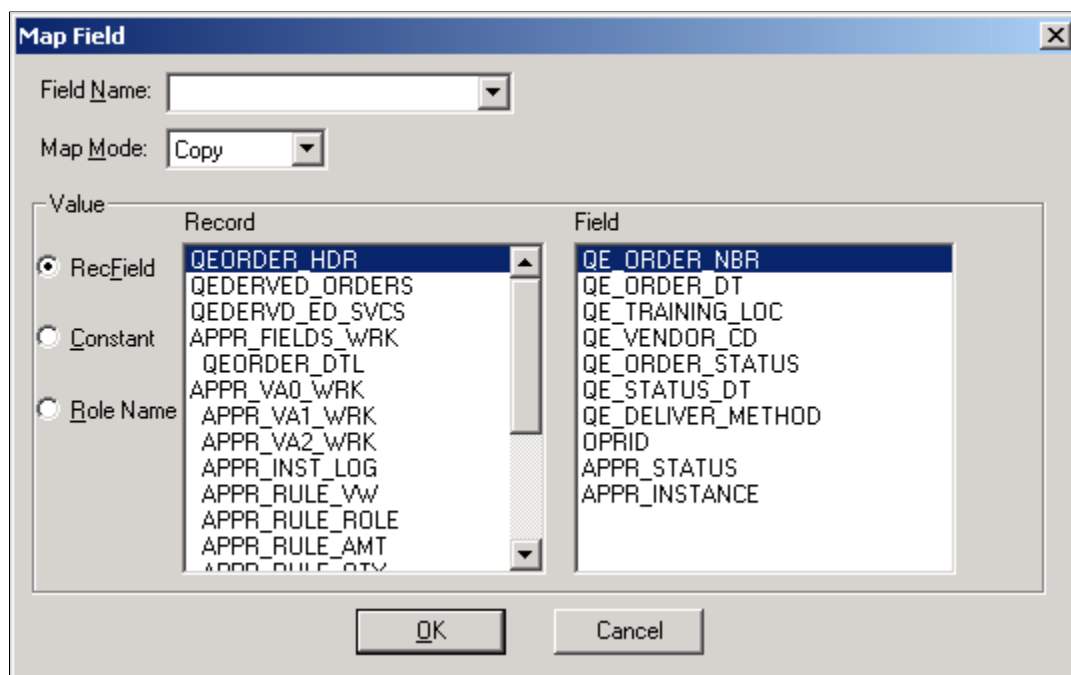 Map Field
Field Name:
Map Mode: Copy
Value
Record
Field
RecField
Constant
Role Name
QEORDER_HDR
QEDERVED_ORDERS
QEDERVD_ED_SVCS
APPR_FIELDS_WRK
QEORDER_DTL
APPR_VA0_WRK
APPR_VA1_WRK
APPR_VA2_WRK
APPR_INST_LOG
APPR_RULE_VW
APPR_RULE_ROLE
APPR_RULE_AMT
APPR_RULE_QTY
QE_ORDER_NBR
QE_ORDER_DT
QE_TRAINING_LOC
QE_VENDOR_CD
QE_ORDER_STATUS
QE_STATUS_DT
QE_DELIVER_METHOD
OPRID
APPR_STATUS
APPR_INSTANCE
OK
Cancel